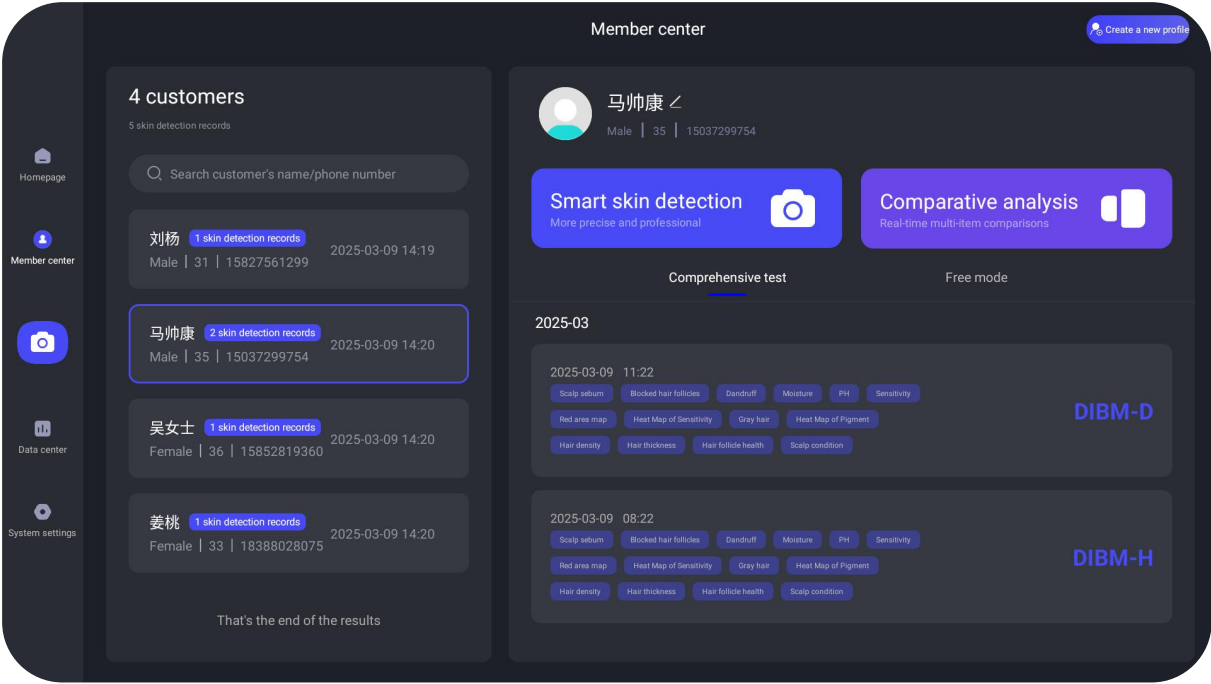 Member center
Create a new profile
Homepage
Member center
Data center
System settings
4 customers
5 skin detection records
Search customer's name/phone number
刘杨 1 skin detection records
Male | 31 | 15827561299
2025-03-09 14:19
马帅康 2 skin detection records
Male | 35 | 15037299754
2025-03-09 14:20
吴女士 1 skin detection records
Female | 36 | 15852819360
2025-03-09 14:20
姜桃 1 skin detection records
Female | 33 | 18388028075
2025-03-09 14:20
That's the end of the results
马帅康
Male | 35 | 15037299754
Smart skin detection
More precise and professional
Comparative analysis
Real-time multi-item comparisons
Comprehensive test Free mode
2025-03
2025-03-09 11:22
Scalp sebum Blocked hair follicles Dandruff Moisture PH Sensitivity
Red area map Heat Map of Sensitivity Gray hair Heat Map of Pigment
Hair density Hair thickness Hair follicle health Scalp condition
DIBM-D
2025-03-09 08:22
Scalp sebum Blocked hair follicles Dandruff Moisture PH Sensitivity
Red area map Heat Map of Sensitivity Gray hair Heat Map of Pigment
Hair density Hair thickness Hair follicle health Scalp condition
DIBM-H